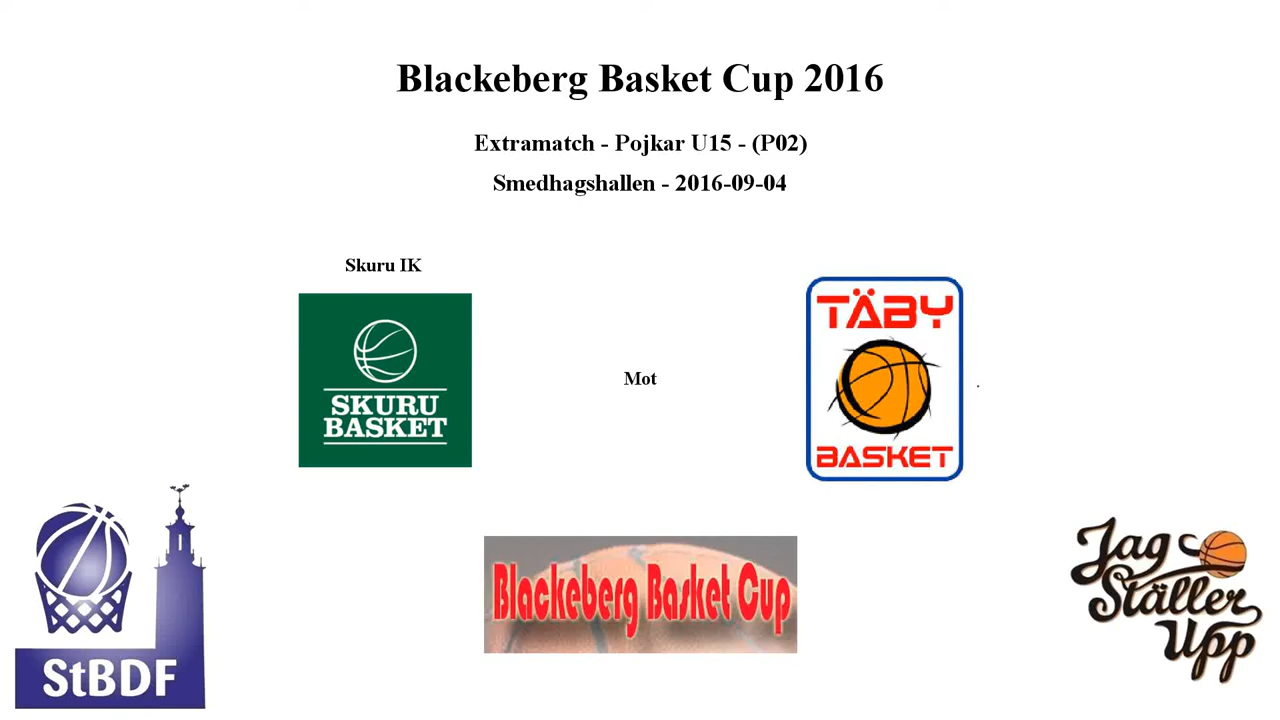 Blackeberg Basket Cup 2016
Extramatch - Pojkar U15 - (P02)
Smedhagshallen - 2016-09-04
Skuru IK
SKURU
BASKET
Mot
TÄBY
BASKET
StBDF
Blackeberg Basket Cup
Jag
Ställer
Upp